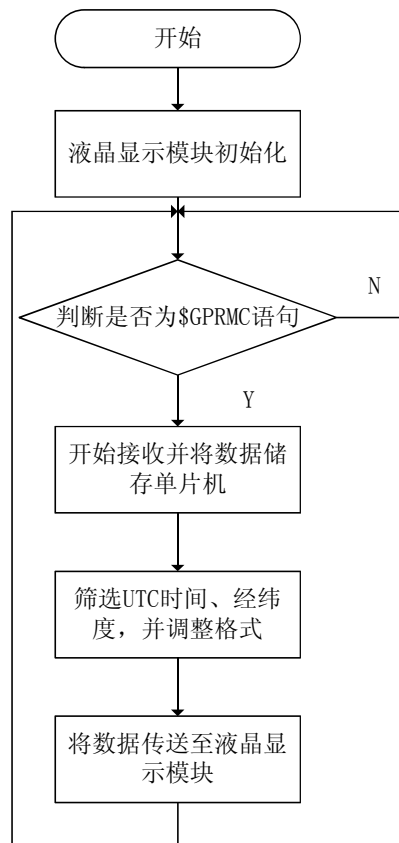 开始
液晶显示模块初始化
判断是否为$GPRMC语句
N
Y
开始接收并将数据储
存单片机
筛选UTC时间、经纬
度，并调整格式
将数据传送至液晶显
示模块